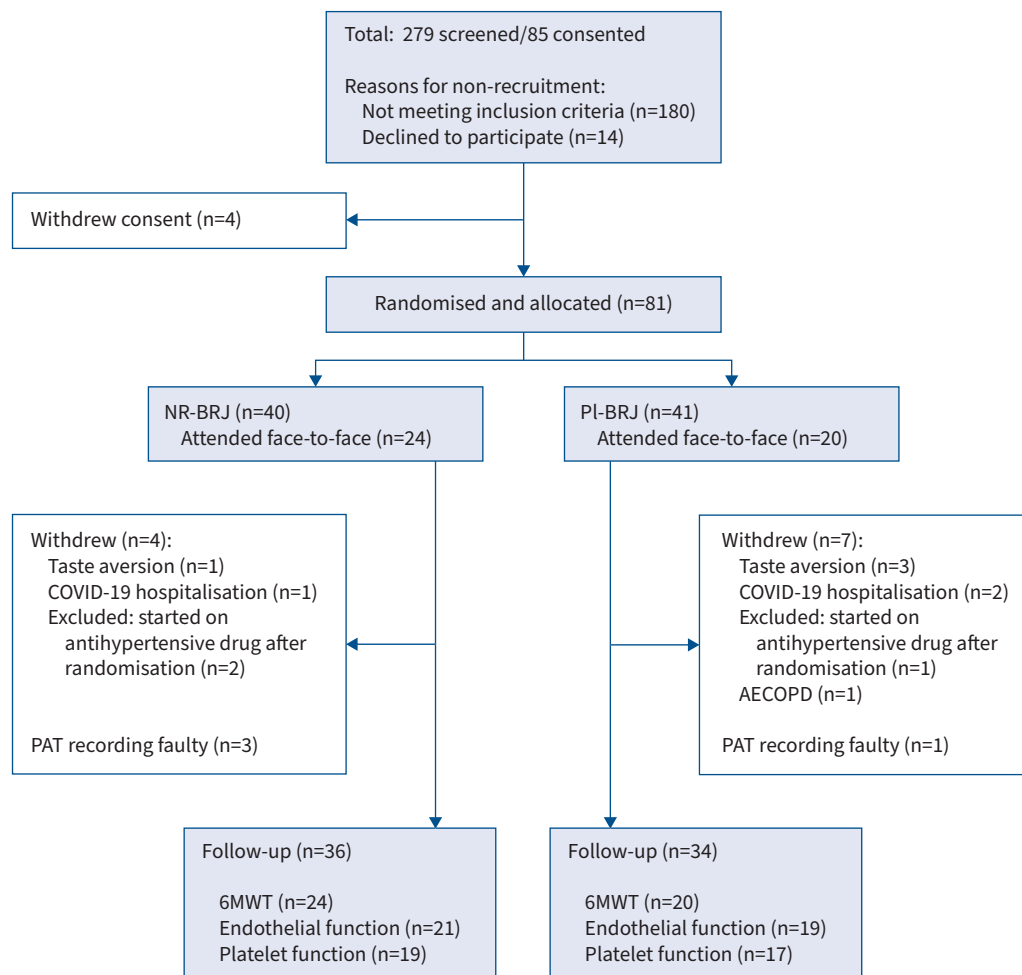 Total: 279 screened/85 consented
Reasons for non-recruitment:
Not meeting inclusion criteria (n=180)
Declined to participate (n=14)
Withdrew consent (n=4)
Randomised and allocated (n=81)
NR-BRJ (n=40)
Attended face-to-face (n=24)
Pl-BRJ (n=41)
Attended face-to-face (n=20)
Withdrew (n=4):
Taste aversion (n=1)
COVID-19 hospitalisation (n=1)
Excluded: started on
antihypertensive drug after
randomisation (n=2)
PAT recording faulty (n=3)
Withdrew (n=7):
Taste aversion (n=3)
COVID-19 hospitalisation (n=2)
Excluded: started on
antihypertensive drug after
randomisation (n=1)
AECOPD (n=1)
PAT recording faulty (n=1)
Follow-up (n=36)
6MWT (n=24)
Endothelial function (n=21)
Platelet function (n=19)
Follow-up (n=34)
6MWT (n=20)
Endothelial function (n=19)
Platelet function (n=17)